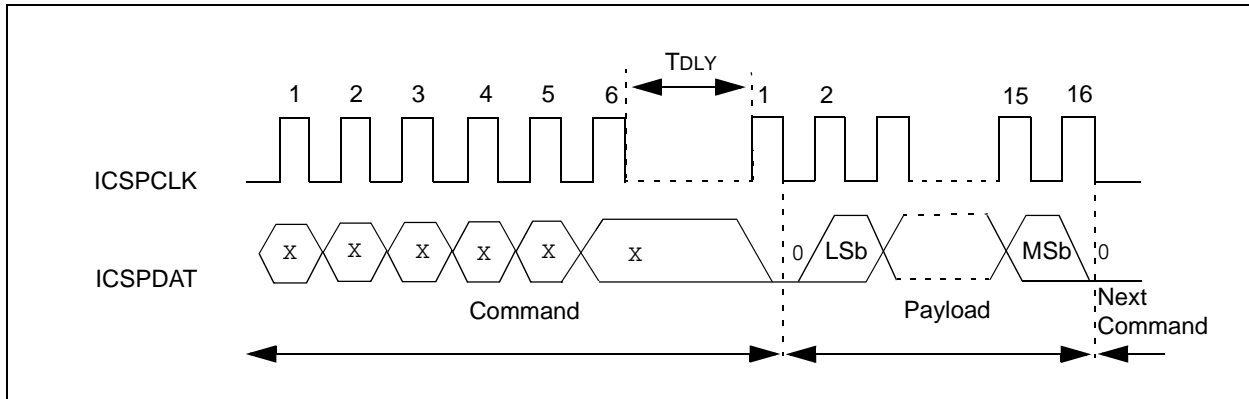 TDLY
1 2 3 4 5 6 1 2 15 16
ICSPCLK
X X X X X X 0 LSb MSb 0
ICSPDAT
Command Payload Next
Command